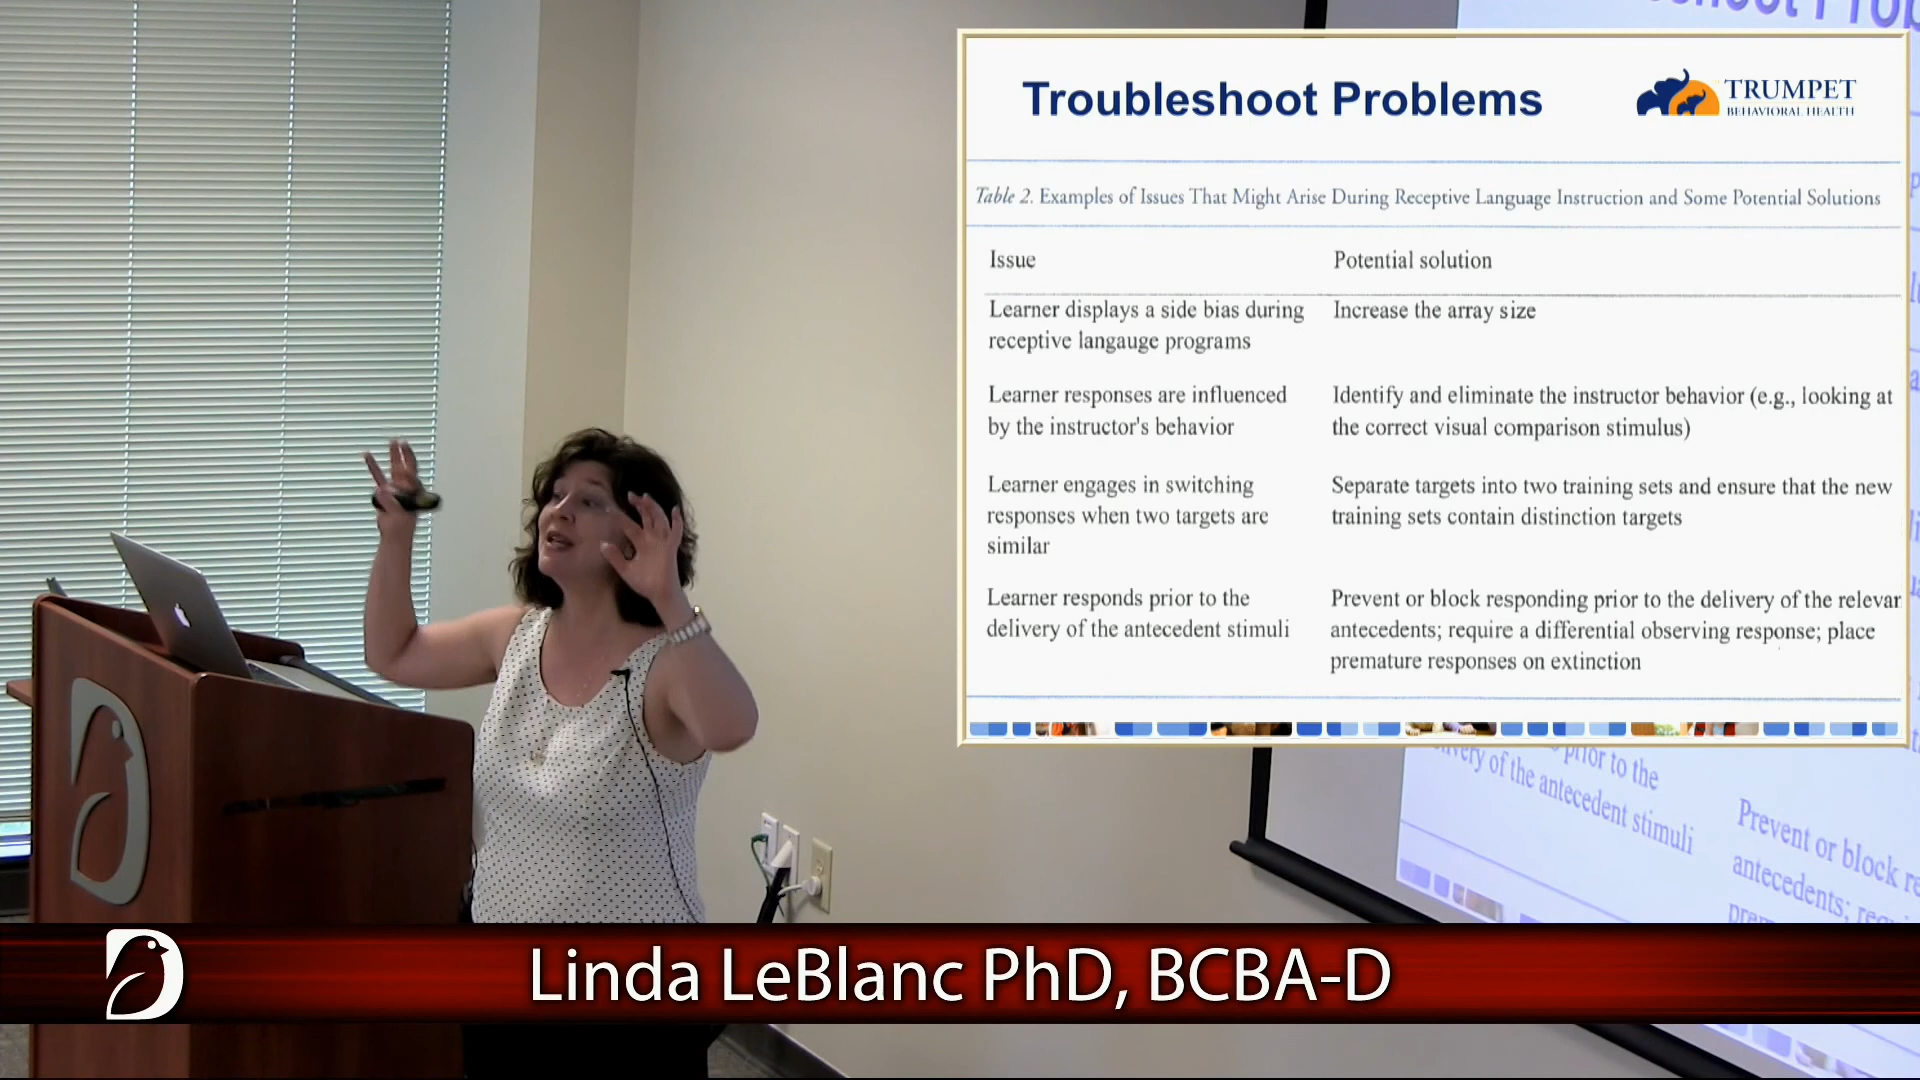 Troubleshoot Problems
TRUMPET
BEHAVIORAL HEALTH
Table 2. Examples of Issues That Might Arise During Receptive Language Instruction and Some Potential Solutions
Issue
Potential solution
Learner displays a side bias during
receptive langauge programs
Increase the array size
Learner responses are influenced
by the instructor's behavior
Identify and eliminate the instructor behavior (e.g., looking at
the correct visual comparison stimulus)
Learner engages in switching
responses when two targets are
similar
Separate targets into two training sets and ensure that the new
training sets contain distinction targets
Learner responds prior to the
delivery of the antecedent stimuli
Prevent or block responding prior to the delivery of the relevan
antecedents; require a differential observing response; place
premature responses on extinction
prior to the
of the antecedent stimuli
Prevent or block re
antecedents;
Linda LeBlanc PhD, BCBA-D